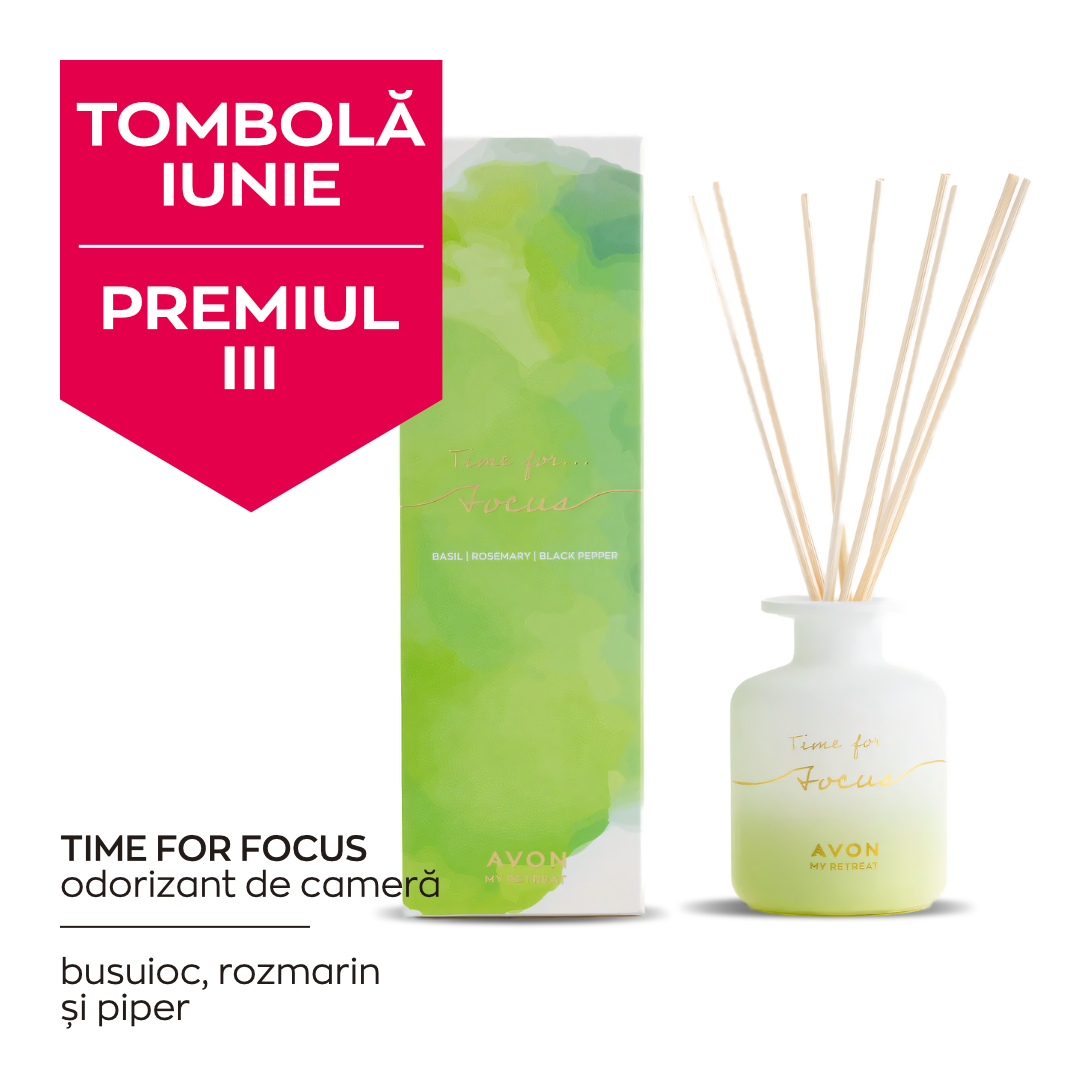 TOMBOLĂ
IUNIE
PREMIUL
III
Time for...
Focus
BASIL | ROSEMARY | BLACK PEPPER
AVON
MY RETREAT
Time for
Focus
AVON
MY RETREAT
TIME FOR FOCUS
odorizant de cameră
busuioc, rozmarin
și piper